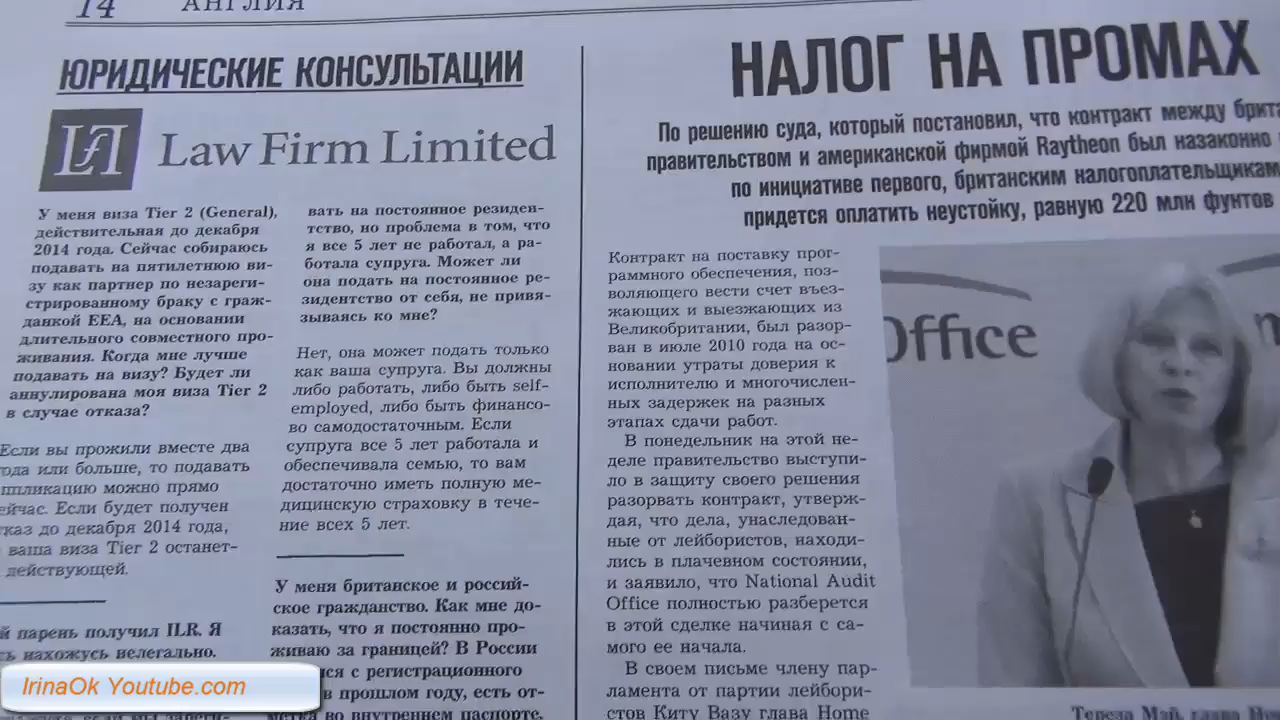 14 АНГЛИЯ
ЮРИДИЧЕСКИЕ КОНСУЛЬТАЦИИ
LfL Law Firm Limited
У меня виза Tier 2 (General),
действительная до декабря
2014 года. Сейчас собираюсь
подавать на пятилетнюю ви-
зу как партнер по незареги-
стрированному браку с граж-
данкой EEA, на основании
длительного совместного про-
живания. Когда мне лучше
подавать на визу? Будет ли
аннулирована моя виза Tier 2
в случае отказа?
Если вы прожили вместе два
года или больше, то подавать
аппликацию можно прямо
сейчас. Если будет получен
отказ до декабря 2014 года,
ваша виза Tier 2 останет-
действующей.
й парень получил ILR. Я
сь нахожусь нелегально.
вать на постоянное резидент-
тство, но проблема в том, что
я все 5 лет не работал, а ра-
ботала супруга. Может ли
она подать на постоянное ре-
зидентство от себя, не привя-
зываясь ко мне?
Нет, она может подать только
как ваша супруга. Вы должны
либо работать, либо быть self-
employed, либо быть финансо-
во самодостаточным. Если
супруга все 5 лет работала и
обеспечивала семью, то вам
достаточно иметь полную ме-
дицинскую страховку в тече-
ние всех 5 лет.
У меня британское и россий-
ское гражданство. Как мне до-
казать, что я постоянно про-
живаю за границей? В России
лся с регистрационного
в прошлом году, есть от-
метка во внутреннем паспорте,
НАЛОГ НА ПРОМАХ
По решению суда, который постановил, что контракт между брита
правительством и американской фирмой Raytheon был назаконно
по инициативе первого, британским налогоплательщикам
придется оплатить неустойку, равную 220 млн фунтов
Контракт на поставку прог-
раммного обеспечения, поз-
воляющего вести счет въез-
жающих и выезжающих из
Великобритании, был разор-
ван в июле 2010 года на ос-
новании утраты доверия к
исполнителю и многочислен-
ных задержек на разных
этапах сдачи работ.
В понедельник на этой не-
деле правительство выступи-
ло в защиту своего решения
разорвать контракт, утверж-
дая, что дела, унаследован-
ные от лейбористов, находи-
лись в плачевном состоянии,
и заявило, что National Audit
Office полностью разберется
в этой сделке начиная с са-
мого ее начала.
В своем письме члену пар-
ламента от партии лейбори-
стов Киту Вазу глава Home
Office
Тереза Мэй, глава
IrinaOk Youtube.com